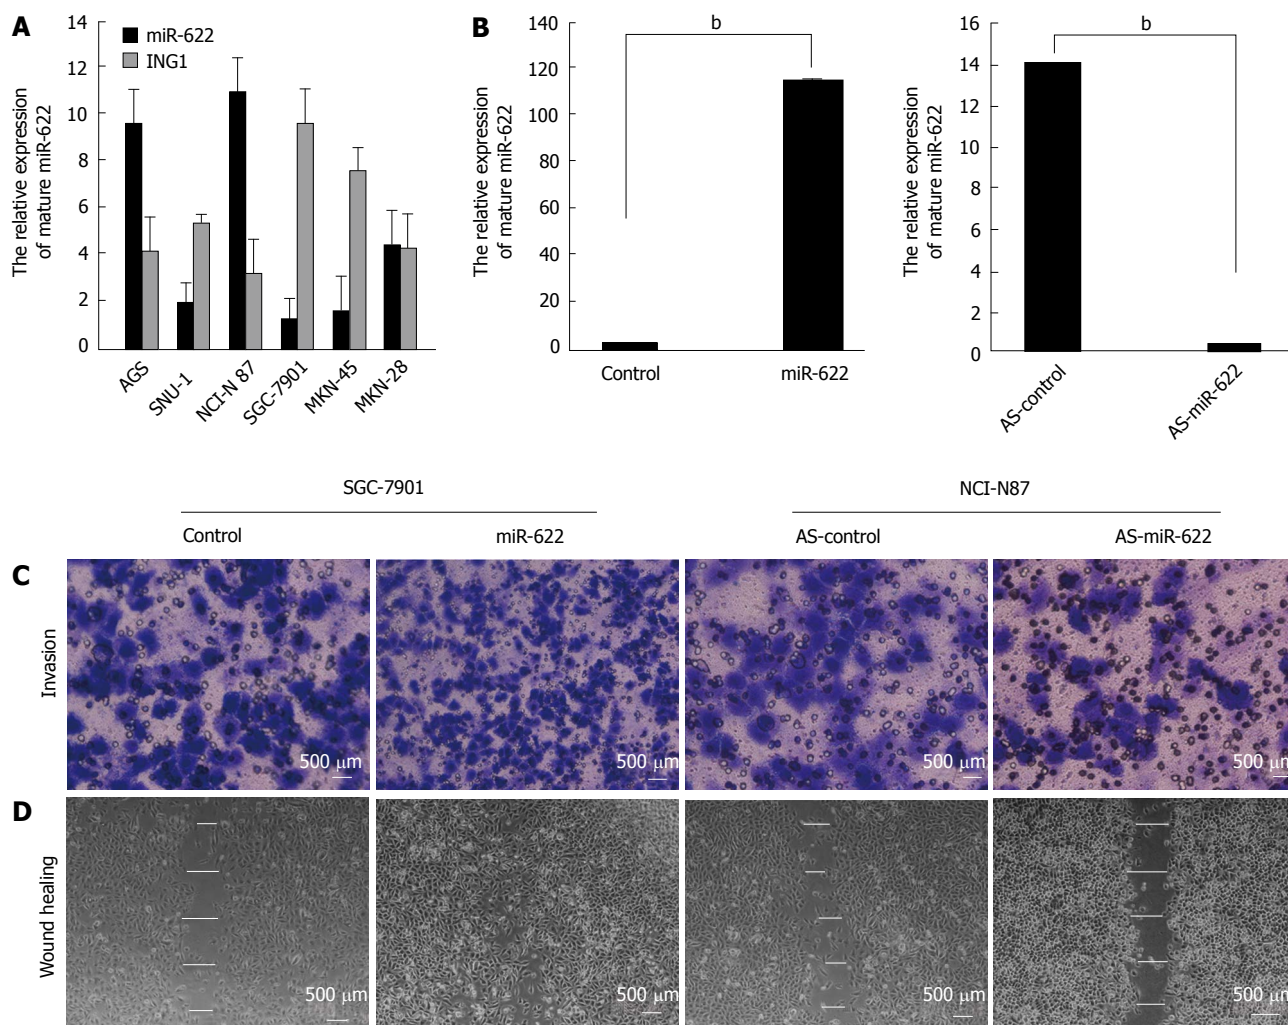 A
14
12
10
8
6
4
2
0
The relative expression
of mature miR-622
miR-622
ING1
AGS
SNU-1
NCI-N 87
SGC-7901
MKN-45
MKN-28
B
140
120
100
80
60
40
20
0
The relative expression
of mature miR-622
b
Control
miR-622
16
14
12
10
8
6
4
2
0
The relative expression
of mature miR-622
b
AS-control
AS-miR-622
SGC-7901
NCI-N87
Control
miR-622
AS-control
AS-miR-622
C
Invasion
500 μm
500 μm
500 μm
500 μm
D
Wound healing
500 μm
500 μm
500 μm
500 μm